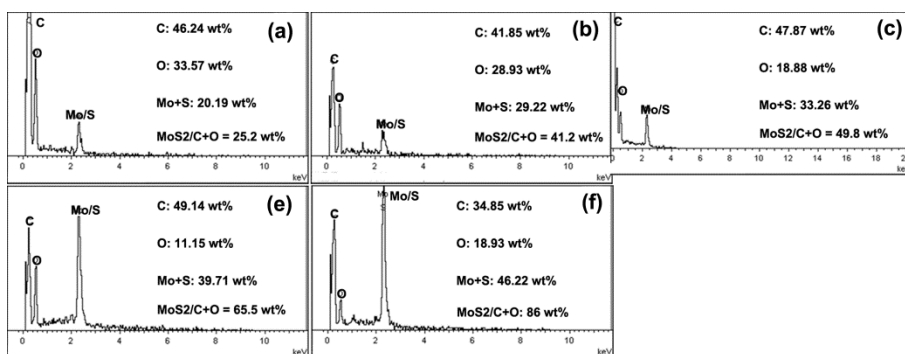 (a)
C
C: 46.24 wt%
O
O: 33.57 wt%
Mo/S
Mo+S: 20.19 wt%
MoS2/C+O = 25.2 wt%
0 2 4 6 8 10
keV
(b)
C
C: 41.85 wt%
O
O: 28.93 wt%
Mo/S
Mo+S: 29.22 wt%
MoS2/C+O = 41.2 wt%
0 2 4 6 8 10
keV
(c)
C
C: 47.87 wt%
O
O: 18.88 wt%
Mo/S
Mo+S: 33.26 wt%
MoS2/C+O = 49.8 wt%
0 2 4 6 8 10 12 14 16 18
keV
(e)
C
Mo/S
C: 49.14 wt%
O
O: 11.15 wt%
Mo+S: 39.71 wt%
MoS2/C+O = 65.5 wt%
0 2 4 6 8 10
keV
(f)
C
Mo/S
C: 34.85 wt%
O
O: 18.93 wt%
Mo+S: 46.22 wt%
MoS2/C+O: 86 wt%
0 2 4 6 8 10
keV